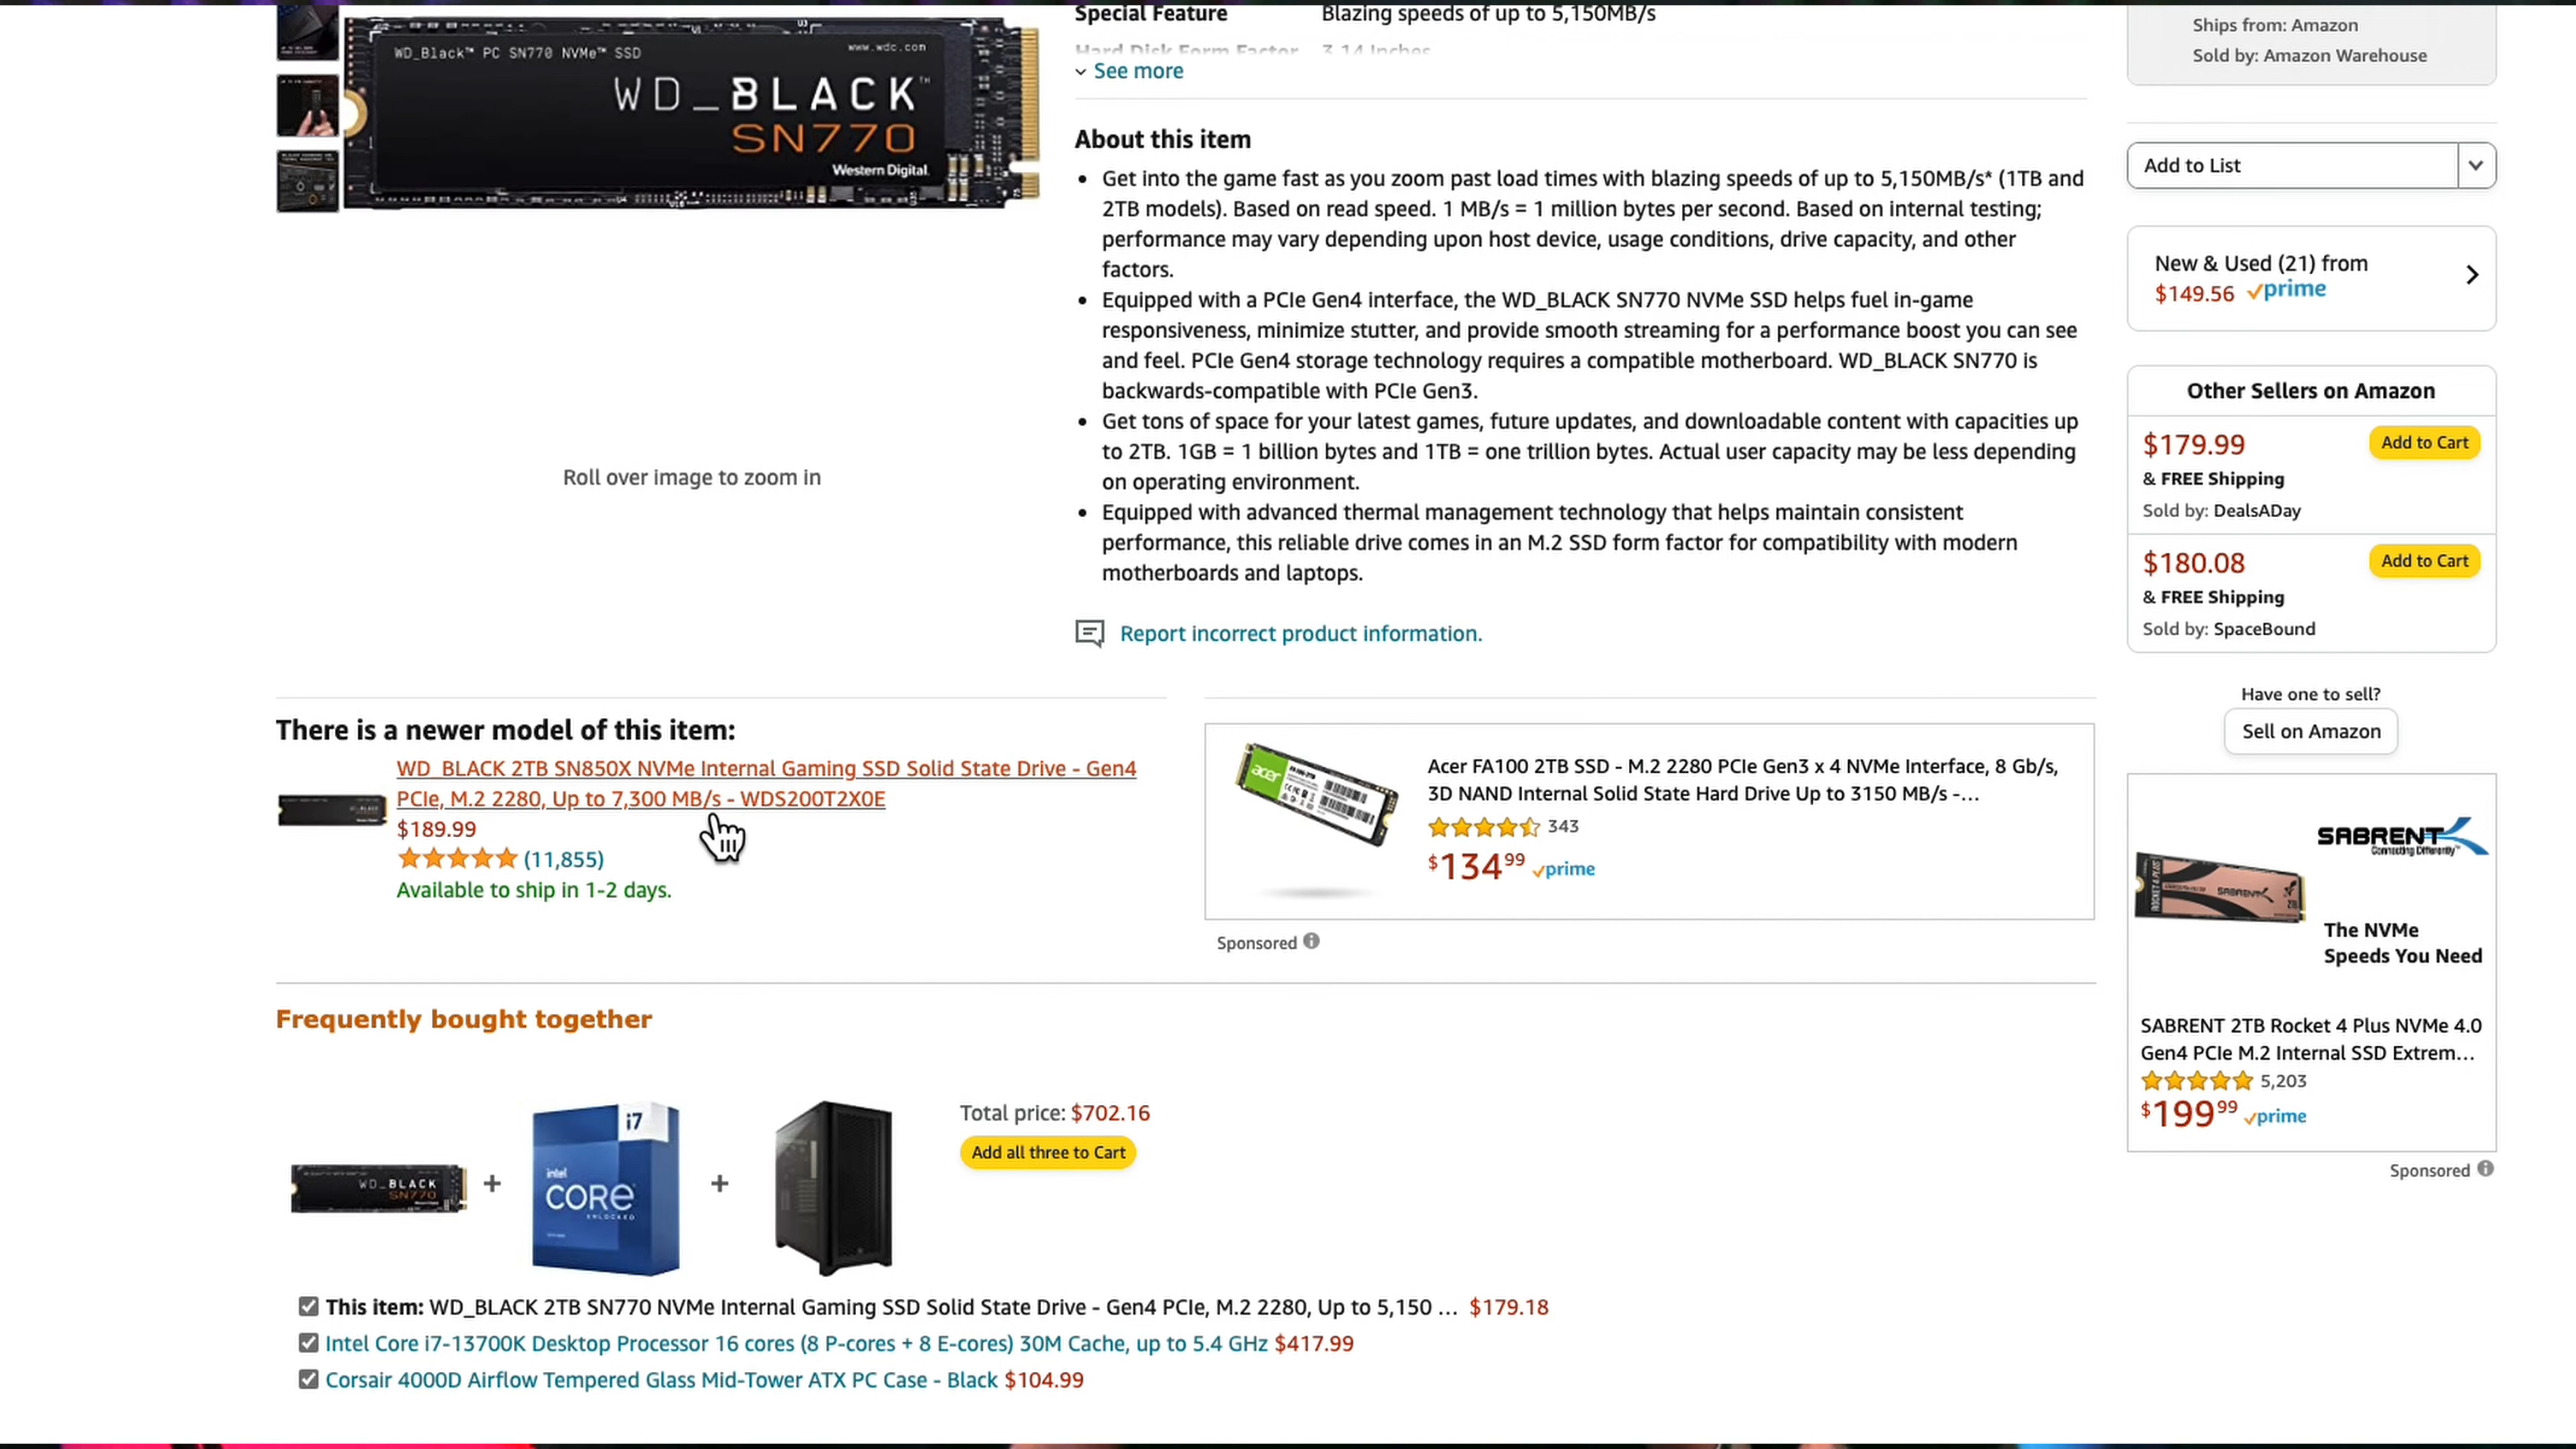 WD_Black™ PC SN770 NVMe™ SSD
www.wdc.com
WD_BLACK™
SN770
Western Digital
Roll over image to zoom in
Special Feature Blazing speeds of up to 5,150MB/s
Hard Disk Form Factor 3.14 Inches
See more
About this item
Get into the game fast as you zoom past load times with blazing speeds of up to 5,150MB/s* (1TB and
2TB models). Based on read speed. 1 MB/s = 1 million bytes per second. Based on internal testing;
performance may vary depending upon host device, usage conditions, drive capacity, and other
factors.
Equipped with a PCIe Gen4 interface, the WD_BLACK SN770 NVMe SSD helps fuel in-game
responsiveness, minimize stutter, and provide smooth streaming for a performance boost you can see
and feel. PCIe Gen4 storage technology requires a compatible motherboard. WD_BLACK SN770 is
backwards-compatible with PCIe Gen3.
Get tons of space for your latest games, future updates, and downloadable content with capacities up
to 2TB. 1GB = 1 billion bytes and 1TB = one trillion bytes. Actual user capacity may be less depending
on operating environment.
Equipped with advanced thermal management technology that helps maintain consistent
performance, this reliable drive comes in an M.2 SSD form factor for compatibility with modern
motherboards and laptops.
Report incorrect product information.
Ships from: Amazon
Sold by: Amazon Warehouse
Add to List
New & Used (21) from
$149.56 prime
Other Sellers on Amazon
$179.99 Add to Cart
& FREE Shipping
Sold by: DealsADay
$180.08 Add to Cart
& FREE Shipping
Sold by: SpaceBound
Have one to sell?
Sell on Amazon
There is a newer model of this item:
WD_BLACK 2TB SN850X NVMe Internal Gaming SSD Solid State Drive - Gen4
PCIe, M.2 2280, Up to 7,300 MB/s - WDS200T2X0E
$189.99
(11,855)
Available to ship in 1-2 days.
acer
Acer FA100 2TB SSD - M.2 2280 PCIe Gen3 x 4 NVMe Interface, 8 Gb/s,
3D NAND Internal Solid State Hard Drive Up to 3150 MB/s -...
343
$134.99 prime
Sponsored
SABRENT
Connecting Differently™
SABRENT
The NVMe
Speeds You Need
SABRENT 2TB Rocket 4 Plus NVMe 4.0
Gen4 PCIe M.2 Internal SSD Extrem...
5,203
$199.99 prime
Sponsored
Frequently bought together
WD_BLACK
SN770
+
i7
intel
CORE
UNLOCKED
+
Total price: $702.16
Add all three to Cart
This item: WD_BLACK 2TB SN770 NVMe Internal Gaming SSD Solid State Drive - Gen4 PCIe, M.2 2280, Up to 5,150 ... $179.18
Intel Core i7-13700K Desktop Processor 16 cores (8 P-cores + 8 E-cores) 30M Cache, up to 5.4 GHz $417.99
Corsair 4000D Airflow Tempered Glass Mid-Tower ATX PC Case - Black $104.99